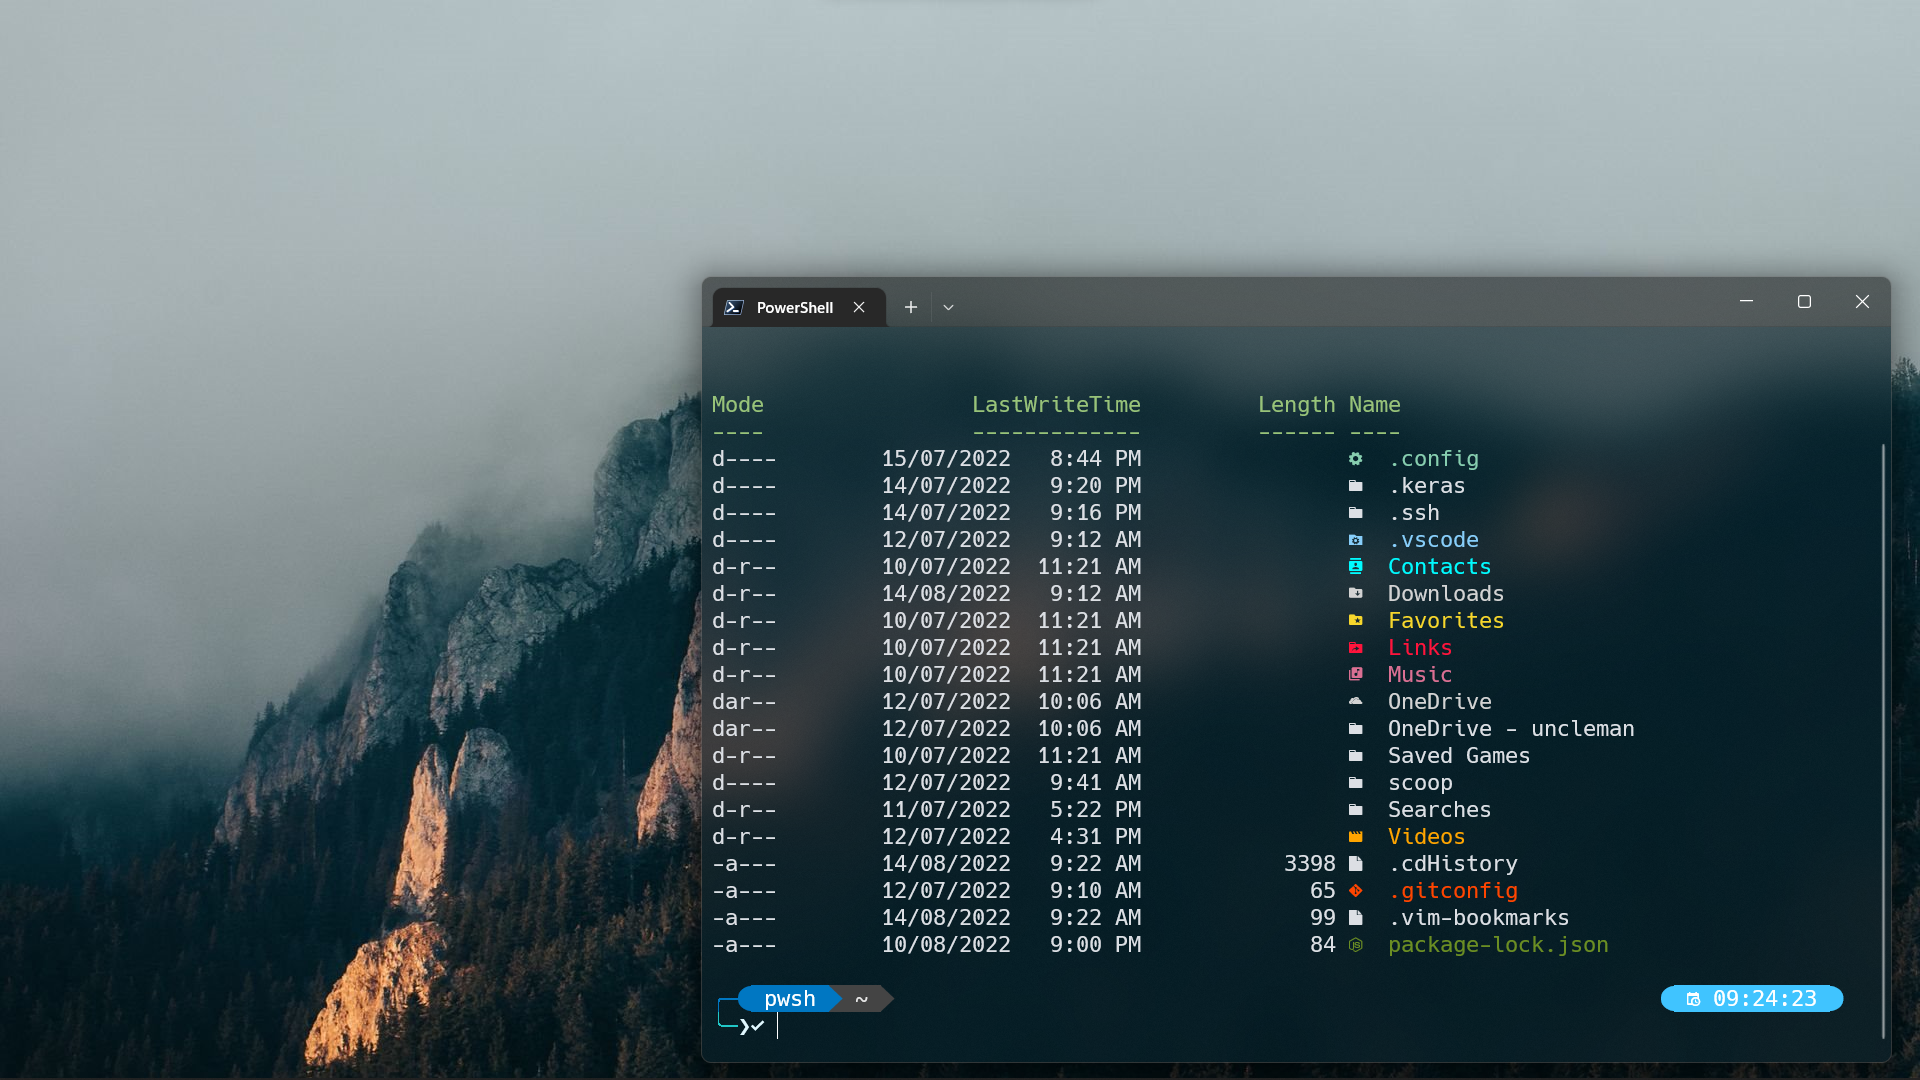 PowerShell
Mode LastWriteTime Length Name
---- ------------- ------ ----
d---- 15/07/2022 8:44 PM .config
d---- 14/07/2022 9:20 PM .keras
d---- 14/07/2022 9:16 PM .ssh
d---- 12/07/2022 9:12 AM .vscode
d-r-- 10/07/2022 11:21 AM Contacts
d-r-- 14/08/2022 9:12 AM Downloads
d-r-- 10/07/2022 11:21 AM Favorites
d-r-- 10/07/2022 11:21 AM Links
d-r-- 10/07/2022 11:21 AM Music
dar-- 12/07/2022 10:06 AM OneDrive
dar-- 12/07/2022 10:06 AM OneDrive - uncleman
d-r-- 10/07/2022 11:21 AM Saved Games
d---- 12/07/2022 9:41 AM scoop
d-r-- 11/07/2022 5:22 PM Searches
d-r-- 12/07/2022 4:31 PM Videos
-a--- 14/08/2022 9:22 AM 3398 .cdHistory
-a--- 12/07/2022 9:10 AM 65 .gitconfig
-a--- 14/08/2022 9:22 AM 99 .vim-bookmarks
-a--- 10/08/2022 9:00 PM 84 package-lock.json
pwsh ~ 09:24:23